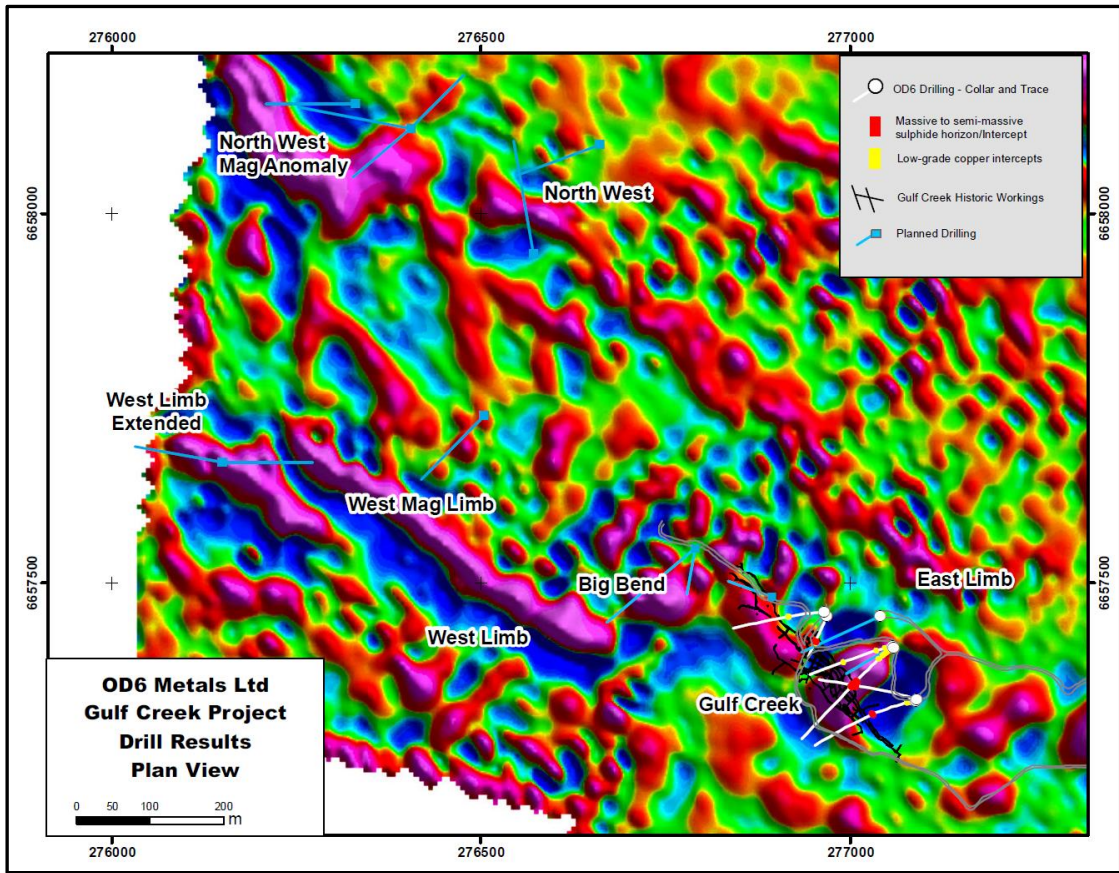 276000
276500
277000
OD6 Drilling - Collar and Trace
Massive to semi-massive
sulphide horizon/Intercept
Low-grade copper intercepts
Gulf Creek Historic Workings
Planned Drilling
North West
Mag Anomaly
North West
6658000
6658000
West Limb
Extended
West Mag Limb
Big Bend
East Limb
6657500
6657500
West Limb
Gulf Creek
OD6 Metals Ltd
Gulf Creek Project
Drill Results
Plan View
0 50 100 200
m
276000
276500
277000